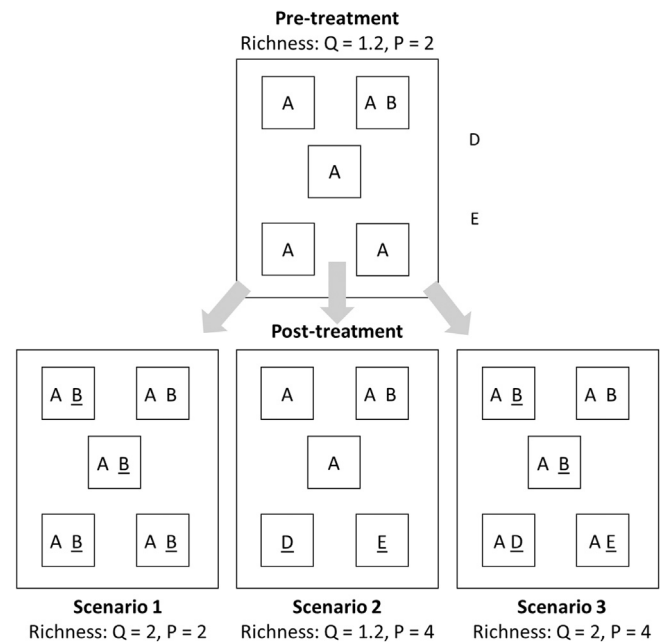 Pre-treatment
Richness: Q = 1.2, P = 2
A A B
D
A
E
A A
Post-treatment
A B A B
A B
A B A B
Scenario 1
Richness: Q = 2, P = 2
A A B
A
D E
Scenario 2
Richness: Q = 1.2, P = 4
A B A B
A B
A D A E
Scenario 3
Richness: Q = 2, P = 4